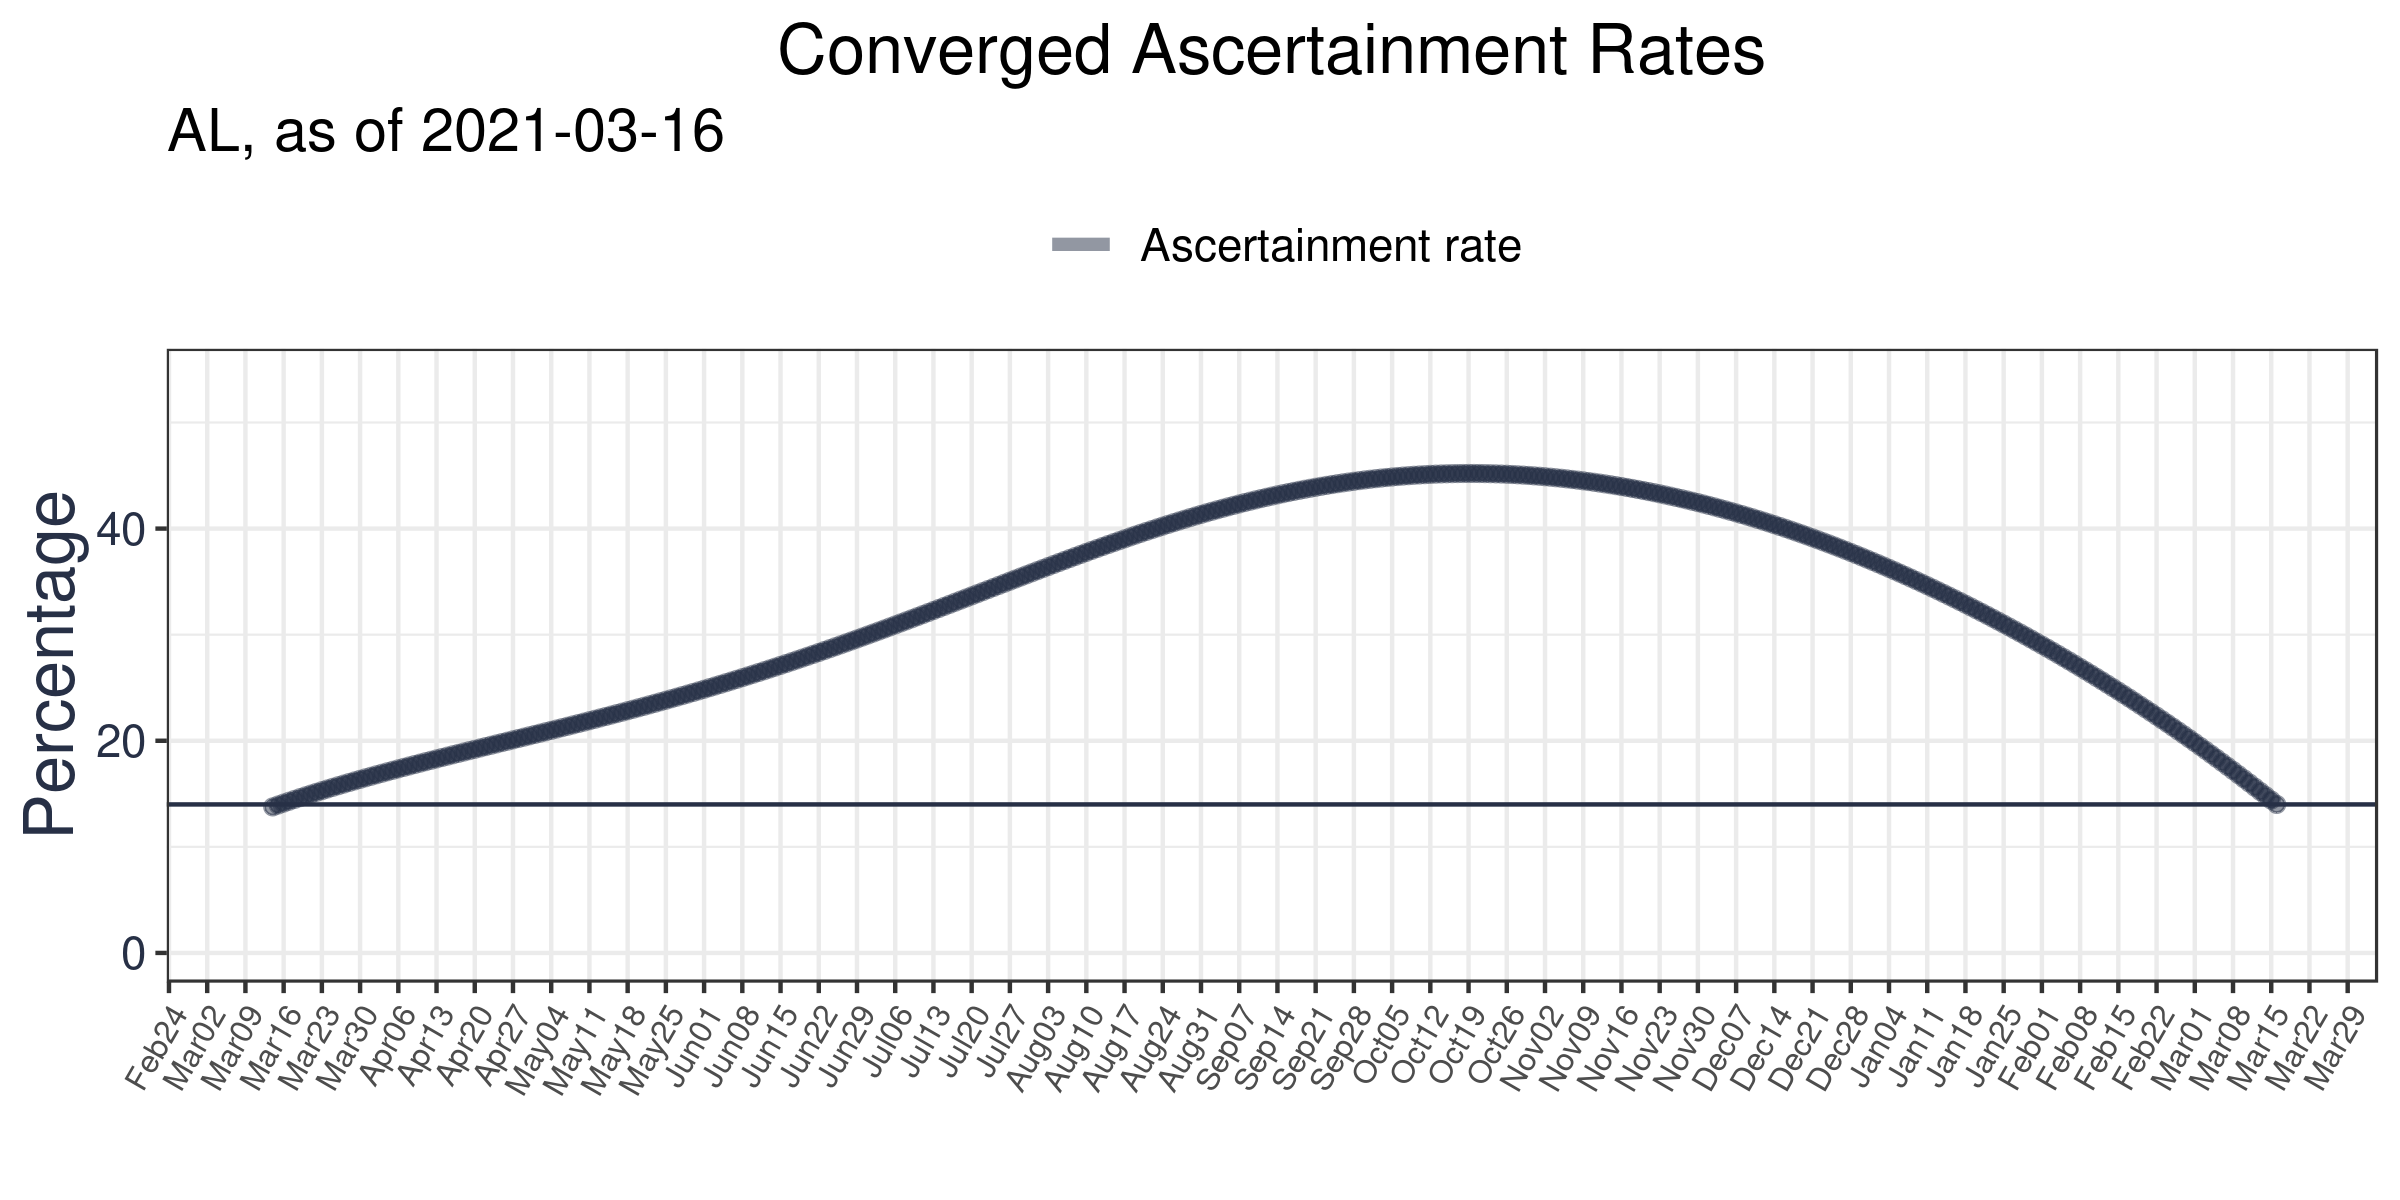 Converged Ascertainment Rates
AL, as of 2021-03-16
Ascertainment rate
Percentage
40
20
0
Feb24 Mar02 Mar09 Mar16 Mar23 Mar30 Apr06 Apr13 Apr20 Apr27 May04 May11 May18 May25 Jun01 Jun08 Jun15 Jun22 Jun29 Jul06 Jul13 Jul20 Jul27 Aug03 Aug10 Aug17 Aug24 Aug31 Sep07 Sep14 Sep21 Sep28 Oct05 Oct12 Oct19 Oct26 Nov02 Nov09 Nov16 Nov23 Nov30 Dec07 Dec14 Dec21 Dec28 Jan04 Jan11 Jan18 Jan25 Feb01 Feb08 Feb15 Feb22 Mar01 Mar08 Mar15 Mar22 Mar29